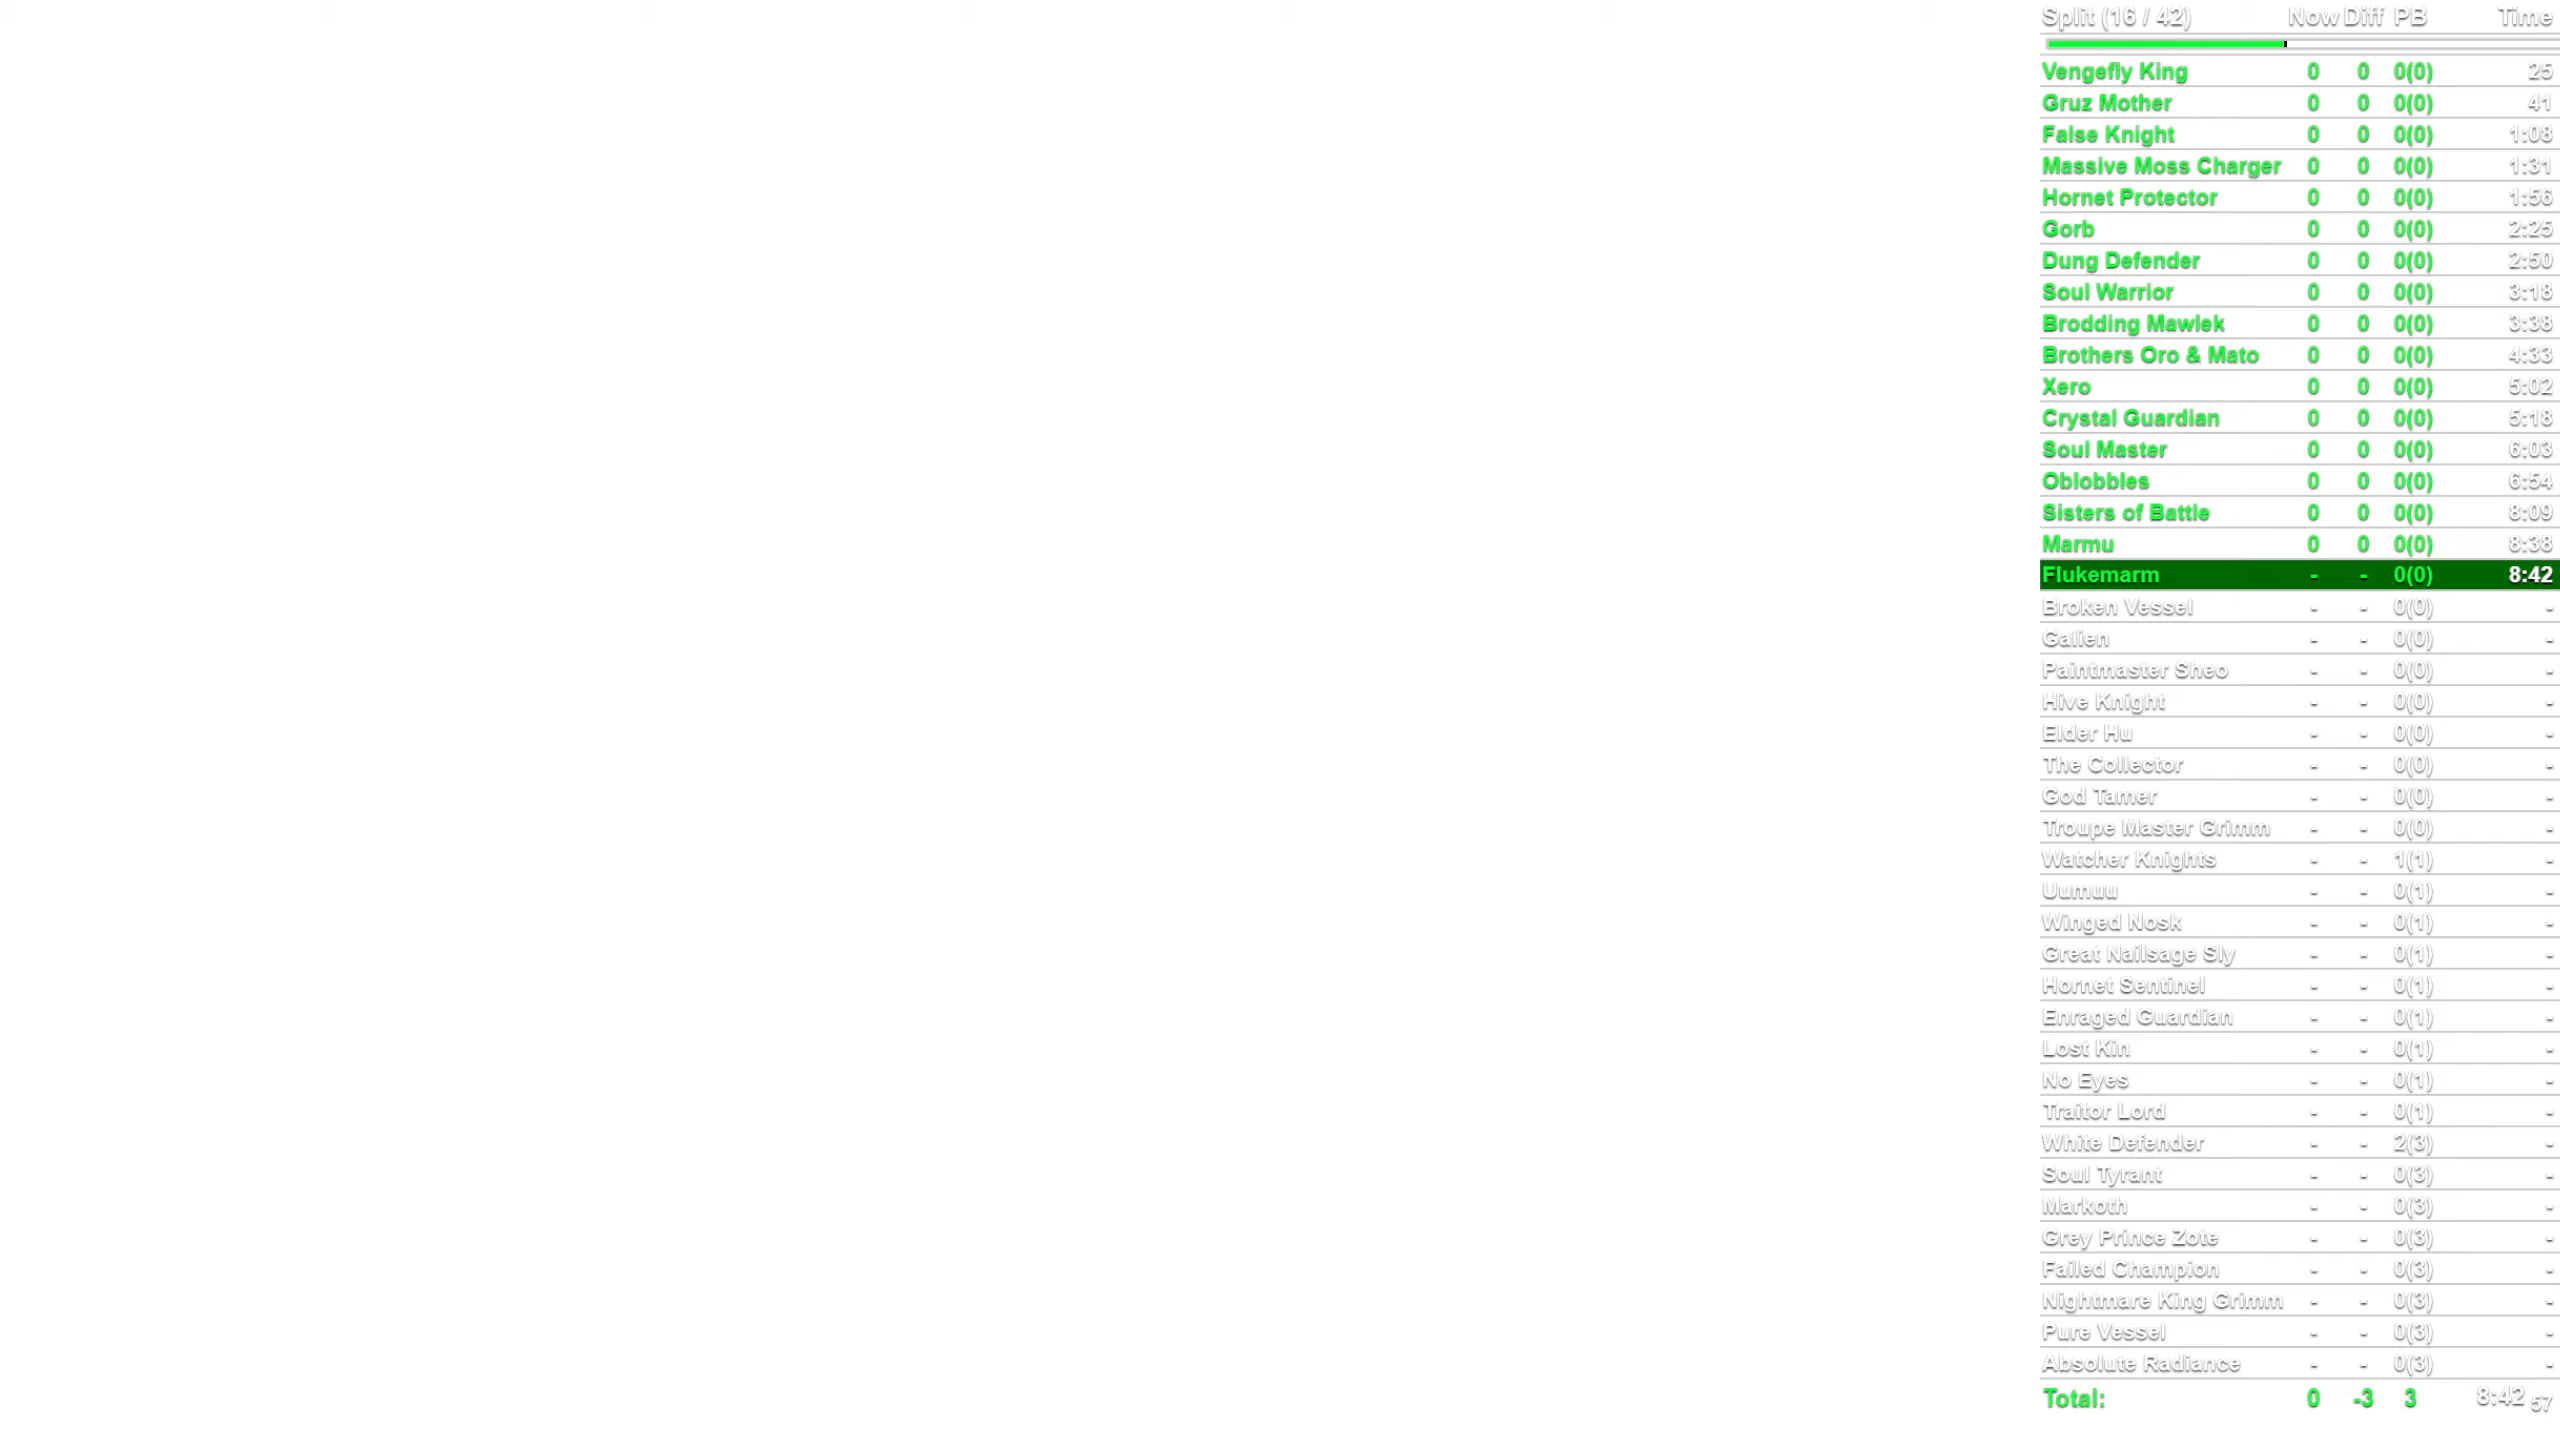 Split (16 / 42) Now Diff PB Time
Vengefly King 0 0 0(0) 25
Gruz Mother 0 0 0(0) 41
False Knight 0 0 0(0) 1:08
Massive Moss Charger 0 0 0(0) 1:31
Hornet Protector 0 0 0(0) 1:56
Gorb 0 0 0(0) 2:25
Dung Defender 0 0 0(0) 2:50
Soul Warrior 0 0 0(0) 3:18
Brodding Mawlek 0 0 0(0) 3:38
Brothers Oro & Mato 0 0 0(0) 4:33
Xero 0 0 0(0) 5:02
Crystal Guardian 0 0 0(0) 5:18
Soul Master 0 0 0(0) 6:03
Oblobbles 0 0 0(0) 6:54
Sisters of Battle 0 0 0(0) 8:09
Marmu 0 0 0(0) 8:38
Flukemarm - - 0(0) 8:42
Broken Vessel - - 0(0) -
Galien - - 0(0) -
Paintmaster Sheo - - 0(0) -
Hive Knight - - 0(0) -
Elder Hu - - 0(0) -
The Collector - - 0(0) -
God Tamer - - 0(0) -
Troupe Master Grimm - - 0(0) -
Watcher Knights - - 1(1) -
Uumuu - - 0(1) -
Winged Nosk - - 0(1) -
Great Nailsage Sly - - 0(1) -
Hornet Sentinel - - 0(1) -
Enraged Guardian - - 0(1) -
Lost Kin - - 0(1) -
No Eyes - - 0(1) -
Traitor Lord - - 0(1) -
White Defender - - 2(3) -
Soul Tyrant - - 0(3) -
Markoth - - 0(3) -
Grey Prince Zote - - 0(3) -
Failed Champion - - 0(3) -
Nightmare King Grimm - - 0(3) -
Pure Vessel - - 0(3) -
Absolute Radiance - - 0(3) -
Total: 0 -3 3 8:42 57